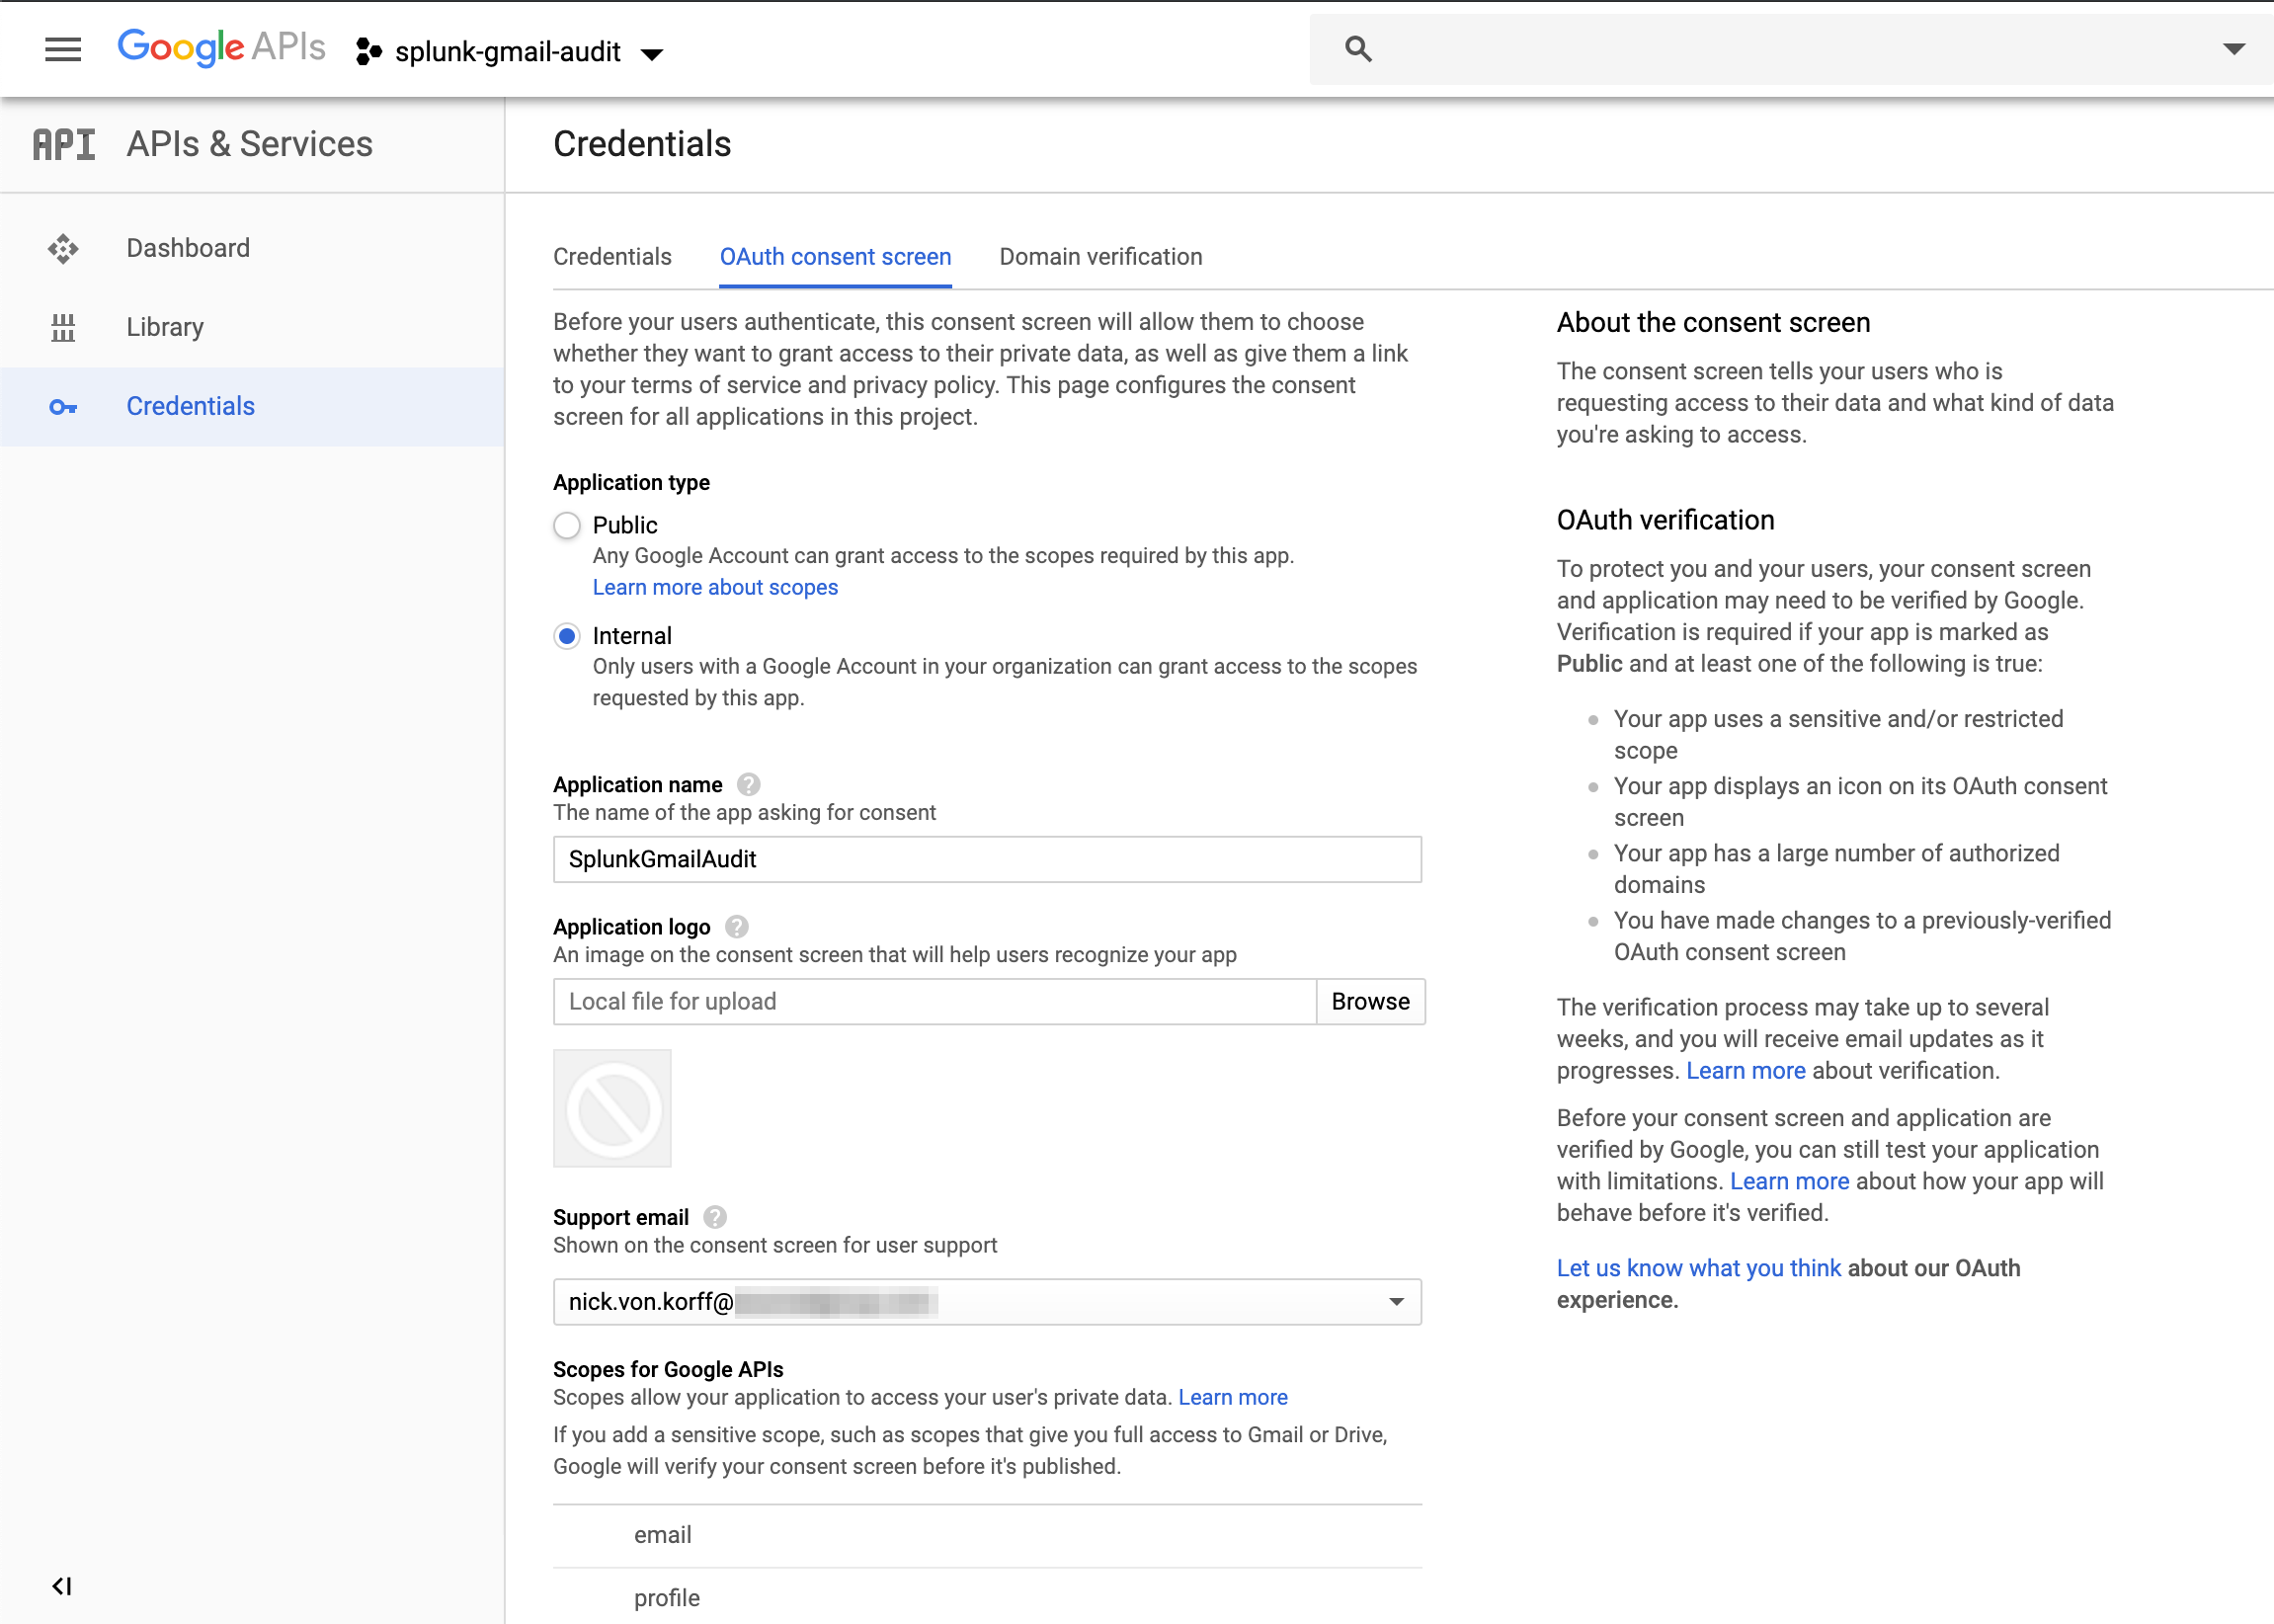 Google APIs
splunk-gmail-audit
API APIs & Services
Dashboard
Library
Credentials
Credentials
Credentials
OAuth consent screen
Domain verification
Before your users authenticate, this consent screen will allow them to choose
whether they want to grant access to their private data, as well as give them a link
to your terms of service and privacy policy. This page configures the consent
screen for all applications in this project.
Application type
Public
Any Google Account can grant access to the scopes required by this app.
Learn more about scopes
Internal
Only users with a Google Account in your organization can grant access to the scopes
requested by this app.
Application name
The name of the app asking for consent
SplunkGmailAudit
Application logo
An image on the consent screen that will help users recognize your app
Local file for upload
Browse
Support email
Shown on the consent screen for user support
nick.von.korff@
Scopes for Google APIs
Scopes allow your application to access your user's private data. Learn more
If you add a sensitive scope, such as scopes that give you full access to Gmail or Drive,
Google will verify your consent screen before it's published.
email
profile
About the consent screen
The consent screen tells your users who is
requesting access to their data and what kind of data
you're asking to access.
OAuth verification
To protect you and your users, your consent screen
and application may need to be verified by Google.
Verification is required if your app is marked as
Public and at least one of the following is true:
Your app uses a sensitive and/or restricted
scope
Your app displays an icon on its OAuth consent
screen
Your app has a large number of authorized
domains
You have made changes to a previously-verified
OAuth consent screen
The verification process may take up to several
weeks, and you will receive email updates as it
progresses. Learn more about verification.
Before your consent screen and application are
verified by Google, you can still test your application
with limitations. Learn more about how your app will
behave before it's verified.
Let us know what you think about our OAuth
experience.